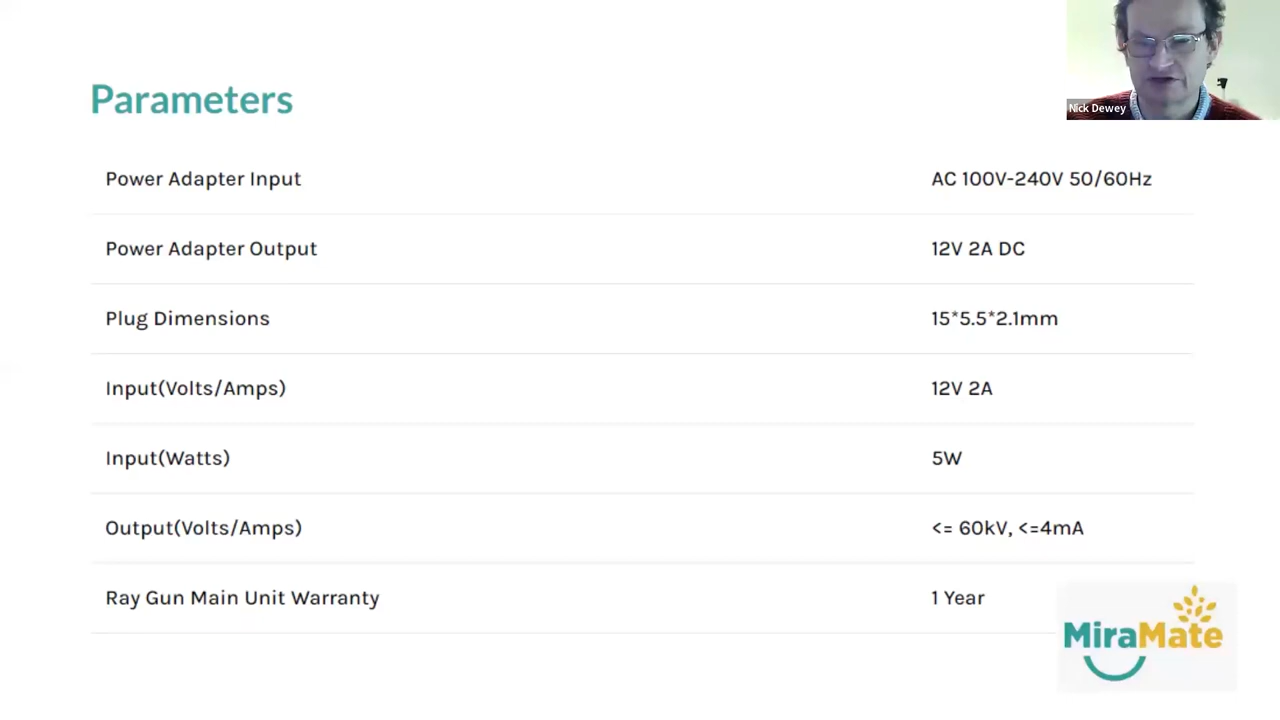 Parameters
Nick Dewey
Power Adapter Input AC 100V-240V 50/60Hz
Power Adapter Output 12V 2A DC
Plug Dimensions 15*5.5*2.1mm
Input(Volts/Amps) 12V 2A
Input(Watts) 5W
Output(Volts/Amps) <= 60kV, <=4mA
Ray Gun Main Unit Warranty 1 Year
MiraMate